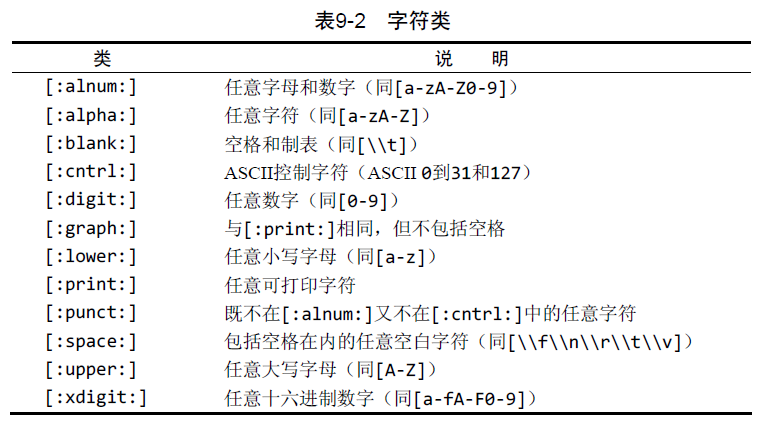 表9-2 字符类
类 说 明
[:alnum:] 任意字母和数字（同[a-zA-Z0-9]）
[:alpha:] 任意字符（同[a-zA-Z]）
[:blank:] 空格和制表（同[\\t]）
[:cntrl:] ASCII控制字符（ASCII 0到31和127）
[:digit:] 任意数字（同[0-9]）
[:graph:] 与[:print:]相同，但不包括空格
[:lower:] 任意小写字母（同[a-z]）
[:print:] 任意可打印字符
[:punct:] 既不在[:alnum:]又不在[:cntrl:]中的任意字符
[:space:] 包括空格在内的任意空白字符（同[\\f\\n\\r\\t\\v]）
[:upper:] 任意大写字母（同[A-Z]）
[:xdigit:] 任意十六进制数字（同[a-fA-F0-9]）